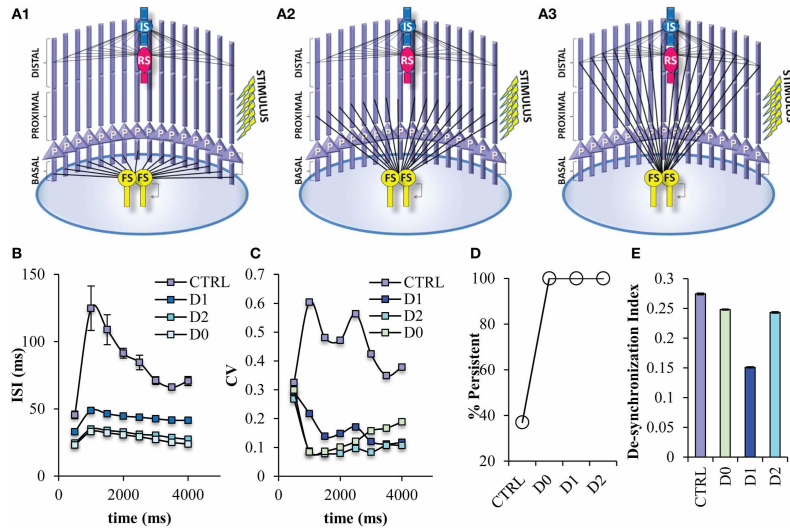 A1
A2
A3
IS
RS
DISTAL
PROXIMAL
BASAL
STIMULUS
P P P P P P P P P P P P P
FS FS
IS
RS
DISTAL
PROXIMAL
BASAL
STIMULUS
P P P P P P P P P P P P P
FS FS
IS
RS
DISTAL
PROXIMAL
BASAL
STIMULUS
P P P P P P P P P P P P P
FS FS
B
ISI (ms)
150
100
50
0
0 2000 4000
time (ms)
CTRL
D1
D2
D0
C
CV
0.7
0.6
0.5
0.4
0.3
0.2
0.1
0
0 2000 4000
time (ms)
CTRL
D1
D2
D0
D
% Persistent
100
80
60
40
20
CTRL
D0
D1
D2
E
De-synchronization Index
0.3
0.25
0.2
0.15
0.1
0.05
0
CTRL
D0
D1
D2